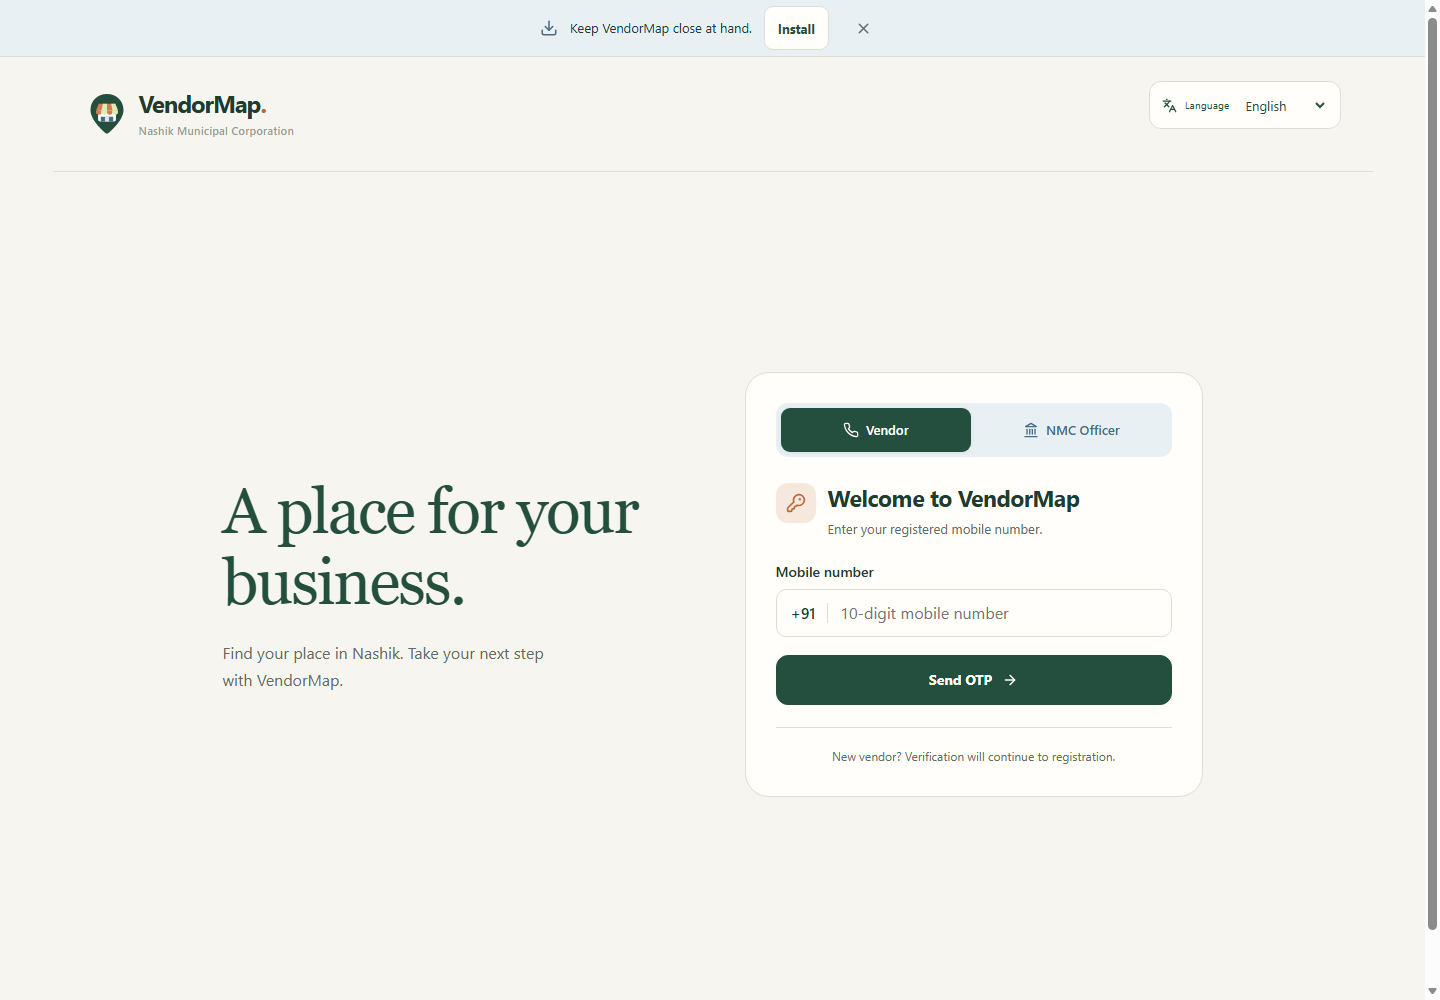 Keep VendorMap close at hand. Install
VendorMap.
Nashik Municipal Corporation
Language English
A place for your
business.
Find your place in Nashik. Take your next step
with VendorMap.
Vendor NMC Officer
Welcome to VendorMap
Enter your registered mobile number.
Mobile number
+91 10-digit mobile number
Send OTP
New vendor? Verification will continue to registration.